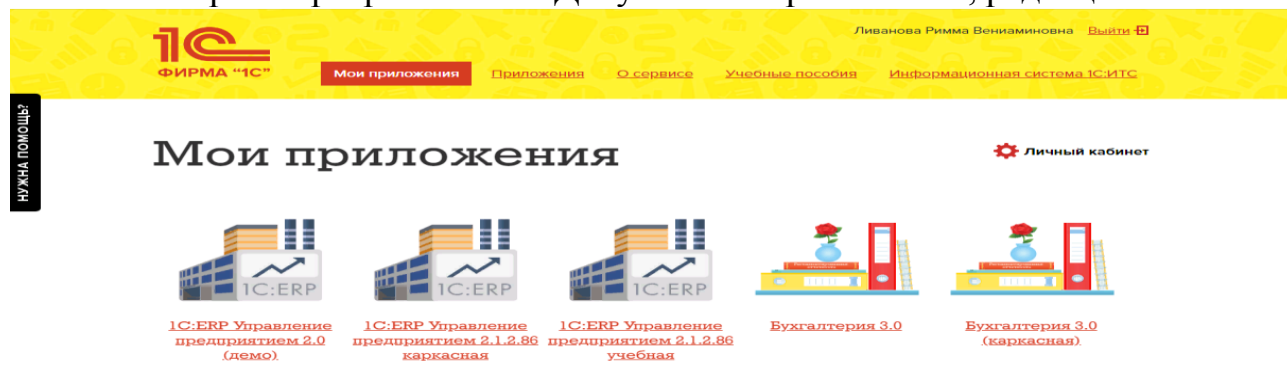 Ливанова Римма Вениаминовна Выйти
1С
ФИРМА “1С”
Мои приложения Приложения О сервисе Учебные пособия Информационная система 1С:ИТС
НУЖНА ПОМОЩЬ?
Мои приложения
Личный кабинет
1C:ERP 1C:ERP 1C:ERP
1С:ERP Управление предприятием 2.0 (демо)
1С:ERP Управление предприятием 2.1.2.86 каркасная
1С:ERP Управление предприятием 2.1.2.86 учебная
Бухгалтерия 3.0
Бухгалтерия 3.0 (каркасная)